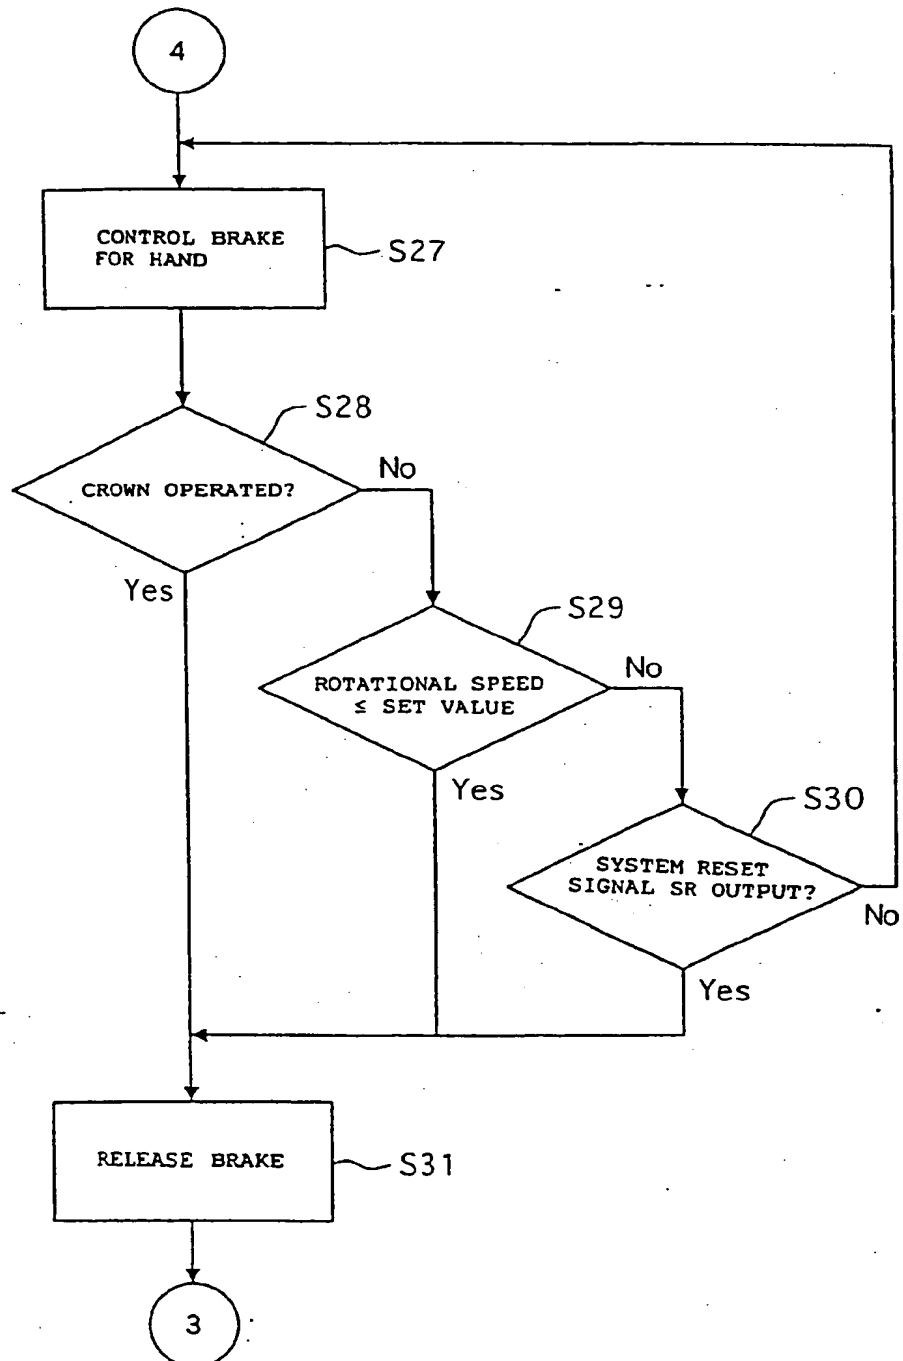 4
CONTROL BRAKE
FOR HAND
S27
S28
CROWN OPERATED?
No
Yes
S29
ROTATIONAL SPEED
≤ SET VALUE
No
Yes
S30
SYSTEM RESET
SIGNAL SR OUTPUT?
No
Yes
RELEASE BRAKE
S31
3